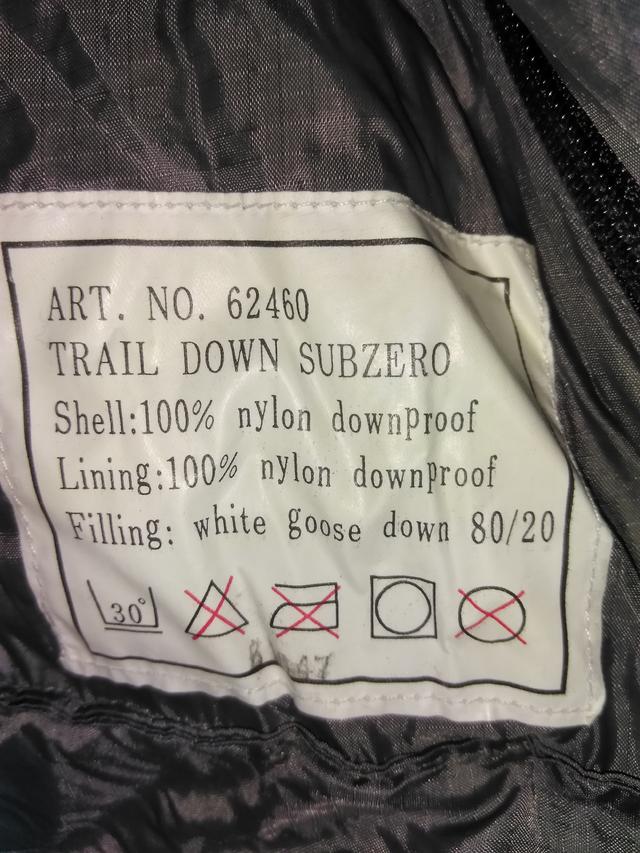 ART. NO. 62460
TRAIL DOWN SUBZERO
Shell:100% nylon downproof
Lining:100% nylon downproof
Filling: white goose down 80/20
30°